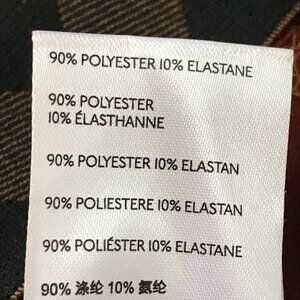 90% POLYESTER 10% ELASTANE
90% POLYESTER
10% ÉLASTHANNE
90% POLYESTER 10% ELASTAN
90% POLIESTERE 10% ELASTAN
90% POLIÉSTER 10% ELASTANE
90% 涤纶 10% 氨纶